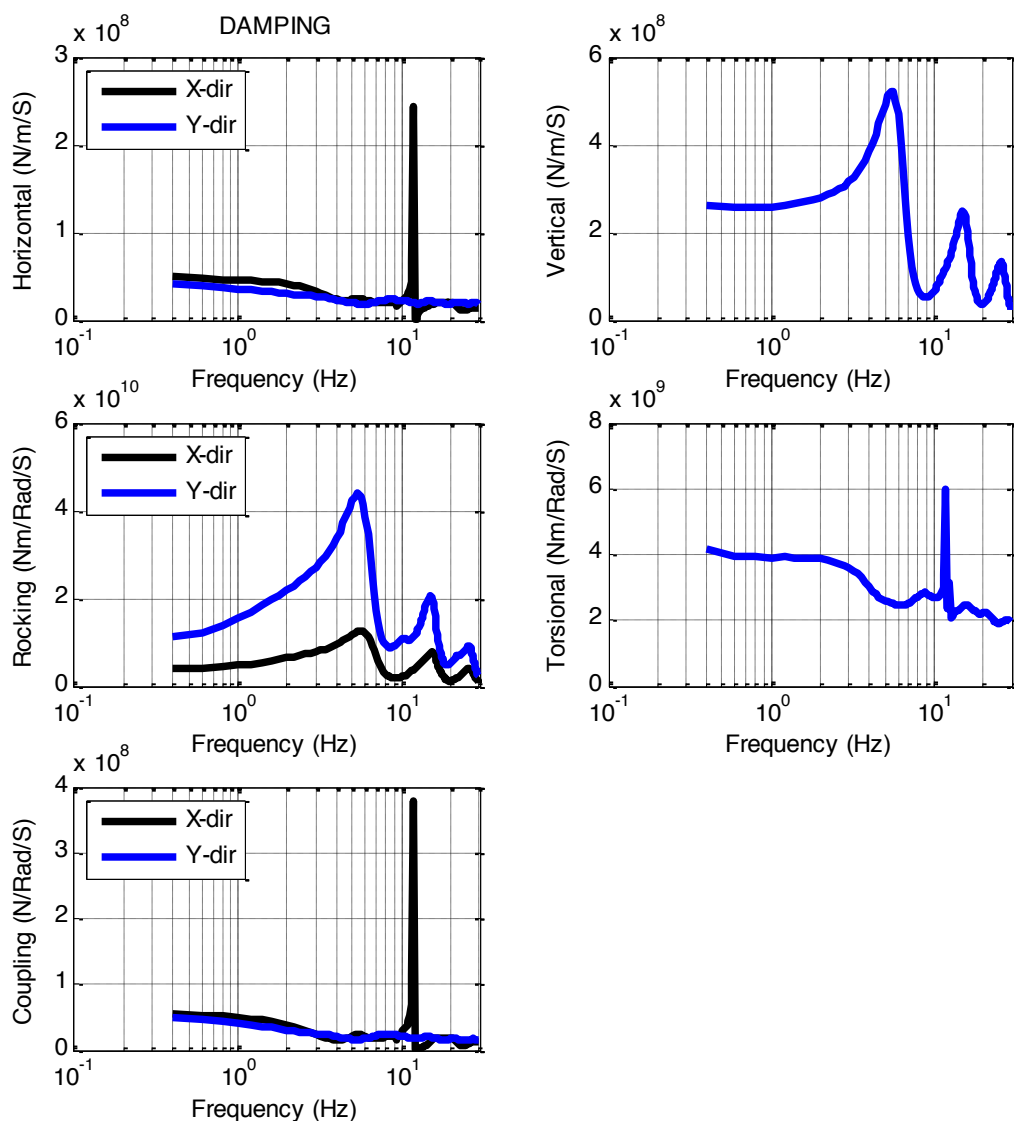 DAMPING
x 10^8
3
2
1
0
Horizontal (N/m/S)
X-dir
Y-dir
10^-1
10^0
10^1
Frequency (Hz)
x 10^8
6
4
2
0
Vertical (N/m/S)
10^-1
10^0
10^1
Frequency (Hz)
x 10^10
6
4
2
0
Rocking (Nm/Rad/S)
X-dir
Y-dir
10^-1
10^0
10^1
Frequency (Hz)
x 10^9
8
6
4
2
0
Torsional (Nm/Rad/S)
10^-1
10^0
10^1
Frequency (Hz)
x 10^8
4
3
2
1
0
Coupling (N/Rad/S)
X-dir
Y-dir
10^-1
10^0
10^1
Frequency (Hz)